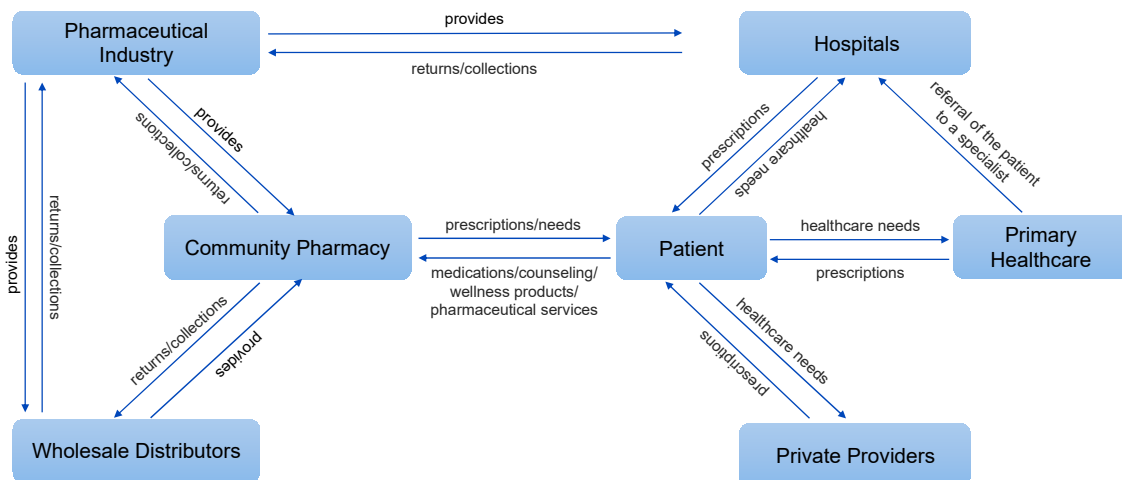 Pharmaceutical
Industry
provides
returns/collections
Hospitals
provides
returns/collections
prescriptions
healthcare needs
referral of the patient
to a specialist
provides
returns/collections
Community Pharmacy
prescriptions/needs
medications/counseling/
wellness products/
pharmaceutical services
Patient
healthcare needs
prescriptions
Primary
Healthcare
returns/collections
provides
healthcare needs
prescriptions
Wholesale Distributors
Private Providers